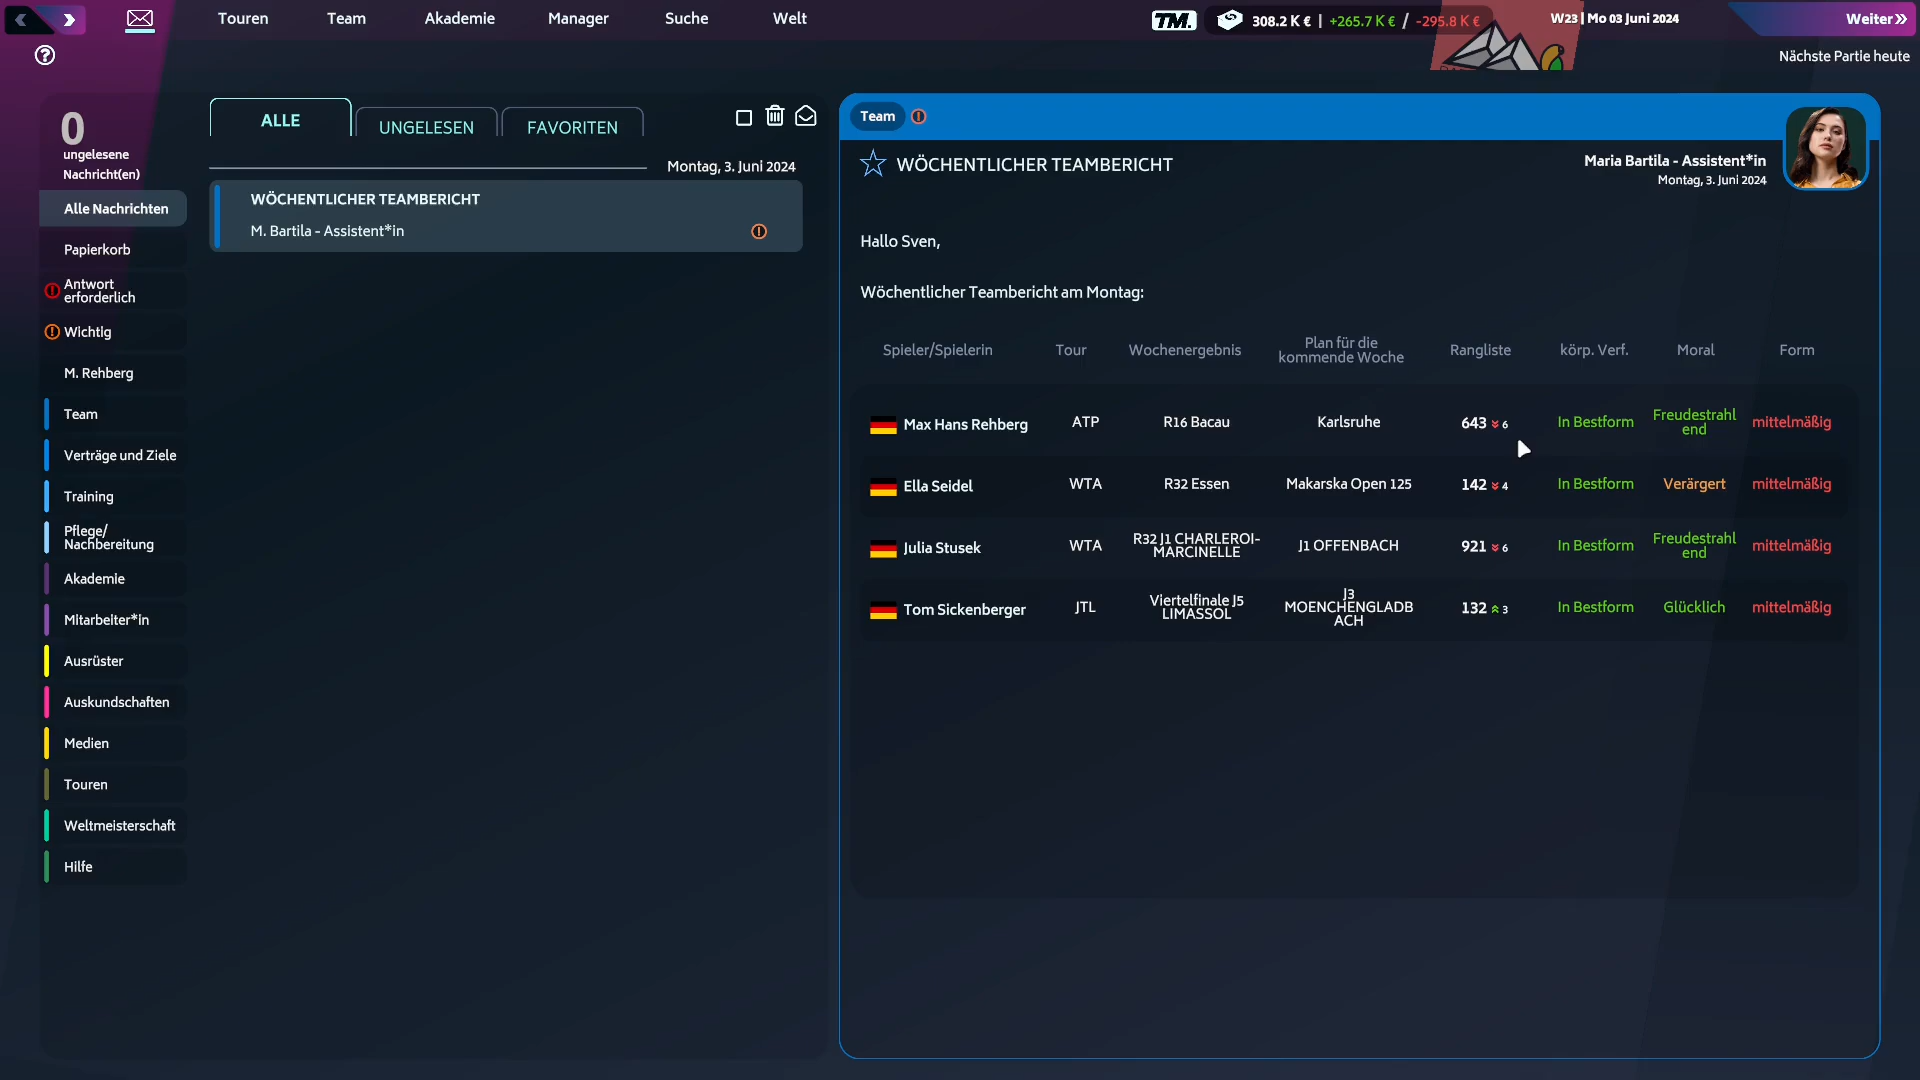 Touren
Team
Akademie
Manager
Suche
Welt
TM.
308.2 K € | +265.7 K € / -295.8 K €
W23 | Mo 03 Juni 2024
Weiter
Nächste Partie heute
0
ungelesene
Nachricht(en)
Alle Nachrichten
Papierkorb
Antwort
erforderlich
Wichtig
M. Rehberg
Team
Verträge und Ziele
Training
Pflege/
Nachbereitung
Akademie
Mitarbeiter*in
Ausrüster
Auskundschaften
Medien
Touren
Weltmeisterschaft
Hilfe
ALLE
UNGELESEN
FAVORITEN
Montag, 3. Juni 2024
WÖCHENTLICHER TEAMBERICHT
M. Bartila - Assistent*in
Team
WÖCHENTLICHER TEAMBERICHT
Maria Bartila - Assistent*in
Montag, 3. Juni 2024
Hallo Sven,
Wöchentlicher Teambericht am Montag:
Spieler/Spielerin
Tour
Wochenergebnis
Plan für die
kommende Woche
Rangliste
körp. Verf.
Moral
Form
Max Hans Rehberg
ATP
R16 Bacau
Karlsruhe
643 6
In Bestform
Freudestrahl
end
mittelmäßig
Ella Seidel
WTA
R32 Essen
Makarska Open 125
142 4
In Bestform
Verärgert
mittelmäßig
Julia Stusek
WTA
R32 J1 CHARLEROI-
MARCINELLE
J1 OFFENBACH
921 6
In Bestform
Freudestrahl
end
mittelmäßig
Tom Sickenberger
JTL
Viertelfinale J5
LIMASSOL
J3
MOENCHENGLADB
ACH
132 3
In Bestform
Glücklich
mittelmäßig